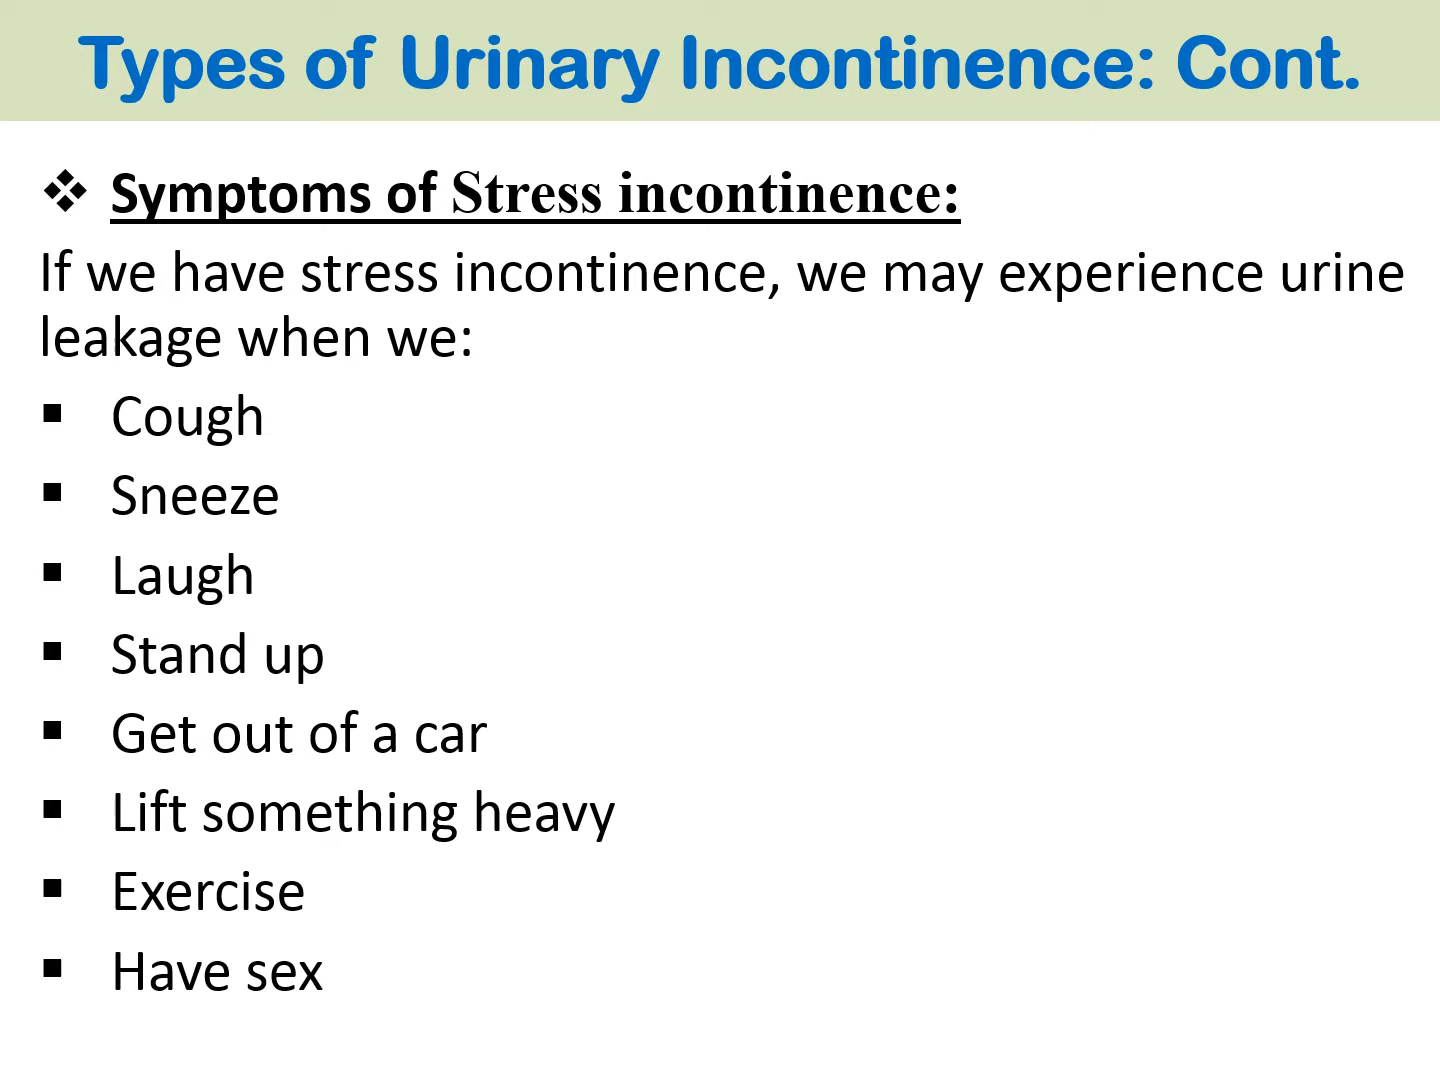 Types of Urinary Incontinence: Cont.
❖ Symptoms of Stress incontinence:
If we have stress incontinence, we may experience urine
leakage when we:
▪ Cough
▪ Sneeze
▪ Laugh
▪ Stand up
▪ Get out of a car
▪ Lift something heavy
▪ Exercise
▪ Have sex